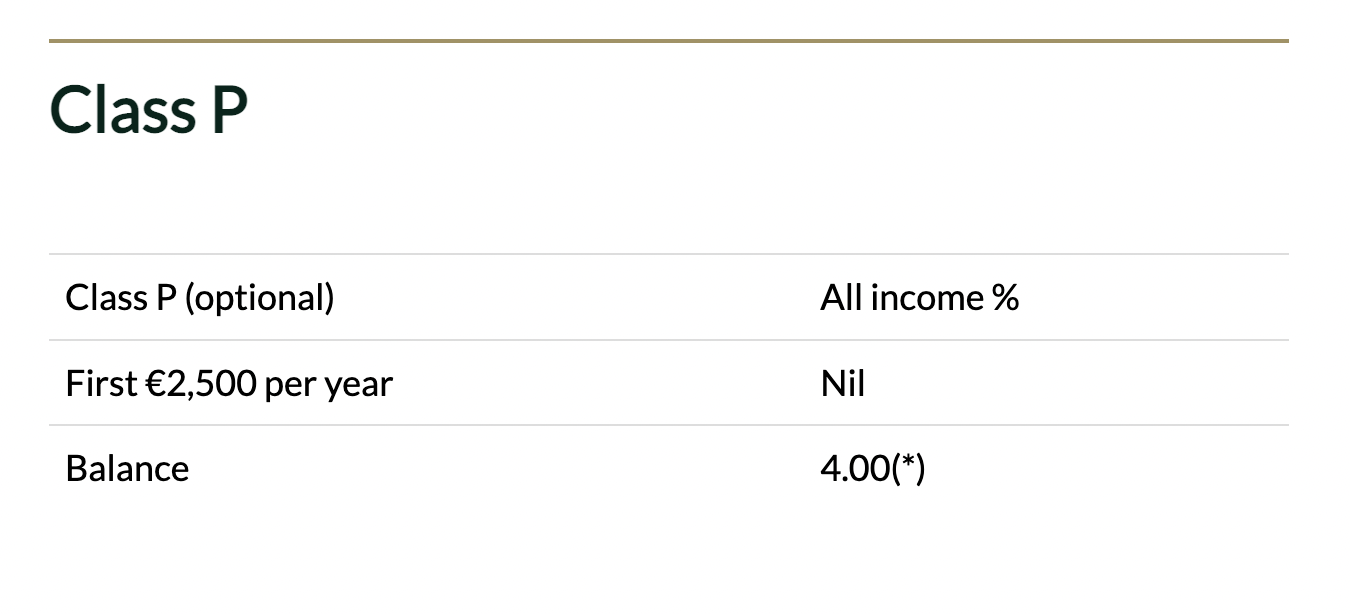 Class P
Class P (optional) All income %
First €2,500 per year Nil
Balance 4.00(*)